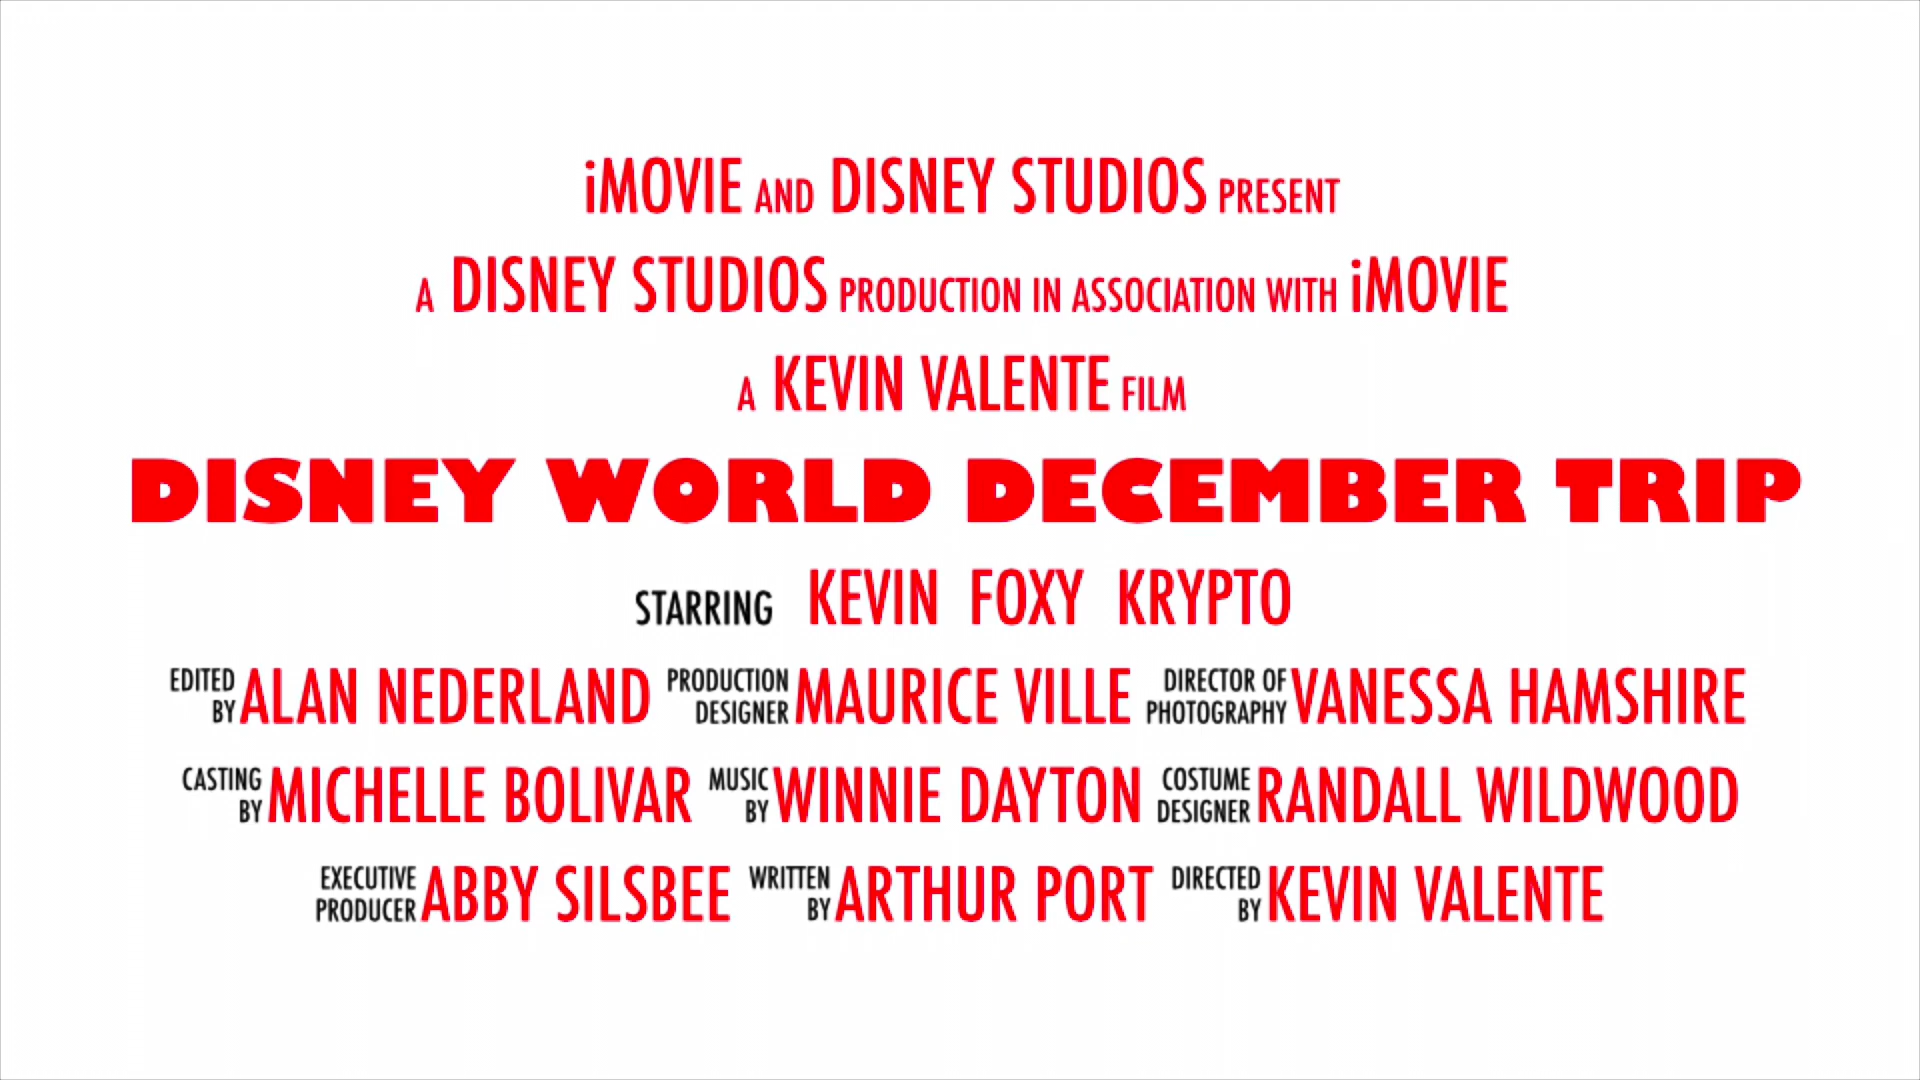 iMOVIE AND DISNEY STUDIOS PRESENT
A DISNEY STUDIOS PRODUCTION IN ASSOCIATION WITH iMOVIE
A KEVIN VALENTE FILM
DISNEY WORLD DECEMBER TRIP
STARRING KEVIN FOXY KRYPTO
EDITED BY ALAN NEDERLAND PRODUCTION DESIGNER MAURICE VILLE DIRECTOR OF PHOTOGRAPHY VANESSA HAMSHIRE
CASTING BY MICHELLE BOLIVAR MUSIC BY WINNIE DAYTON COSTUME DESIGNER RANDALL WILDWOOD
EXECUTIVE PRODUCER ABBY SILSBEE WRITTEN BY ARTHUR PORT DIRECTED BY KEVIN VALENTE